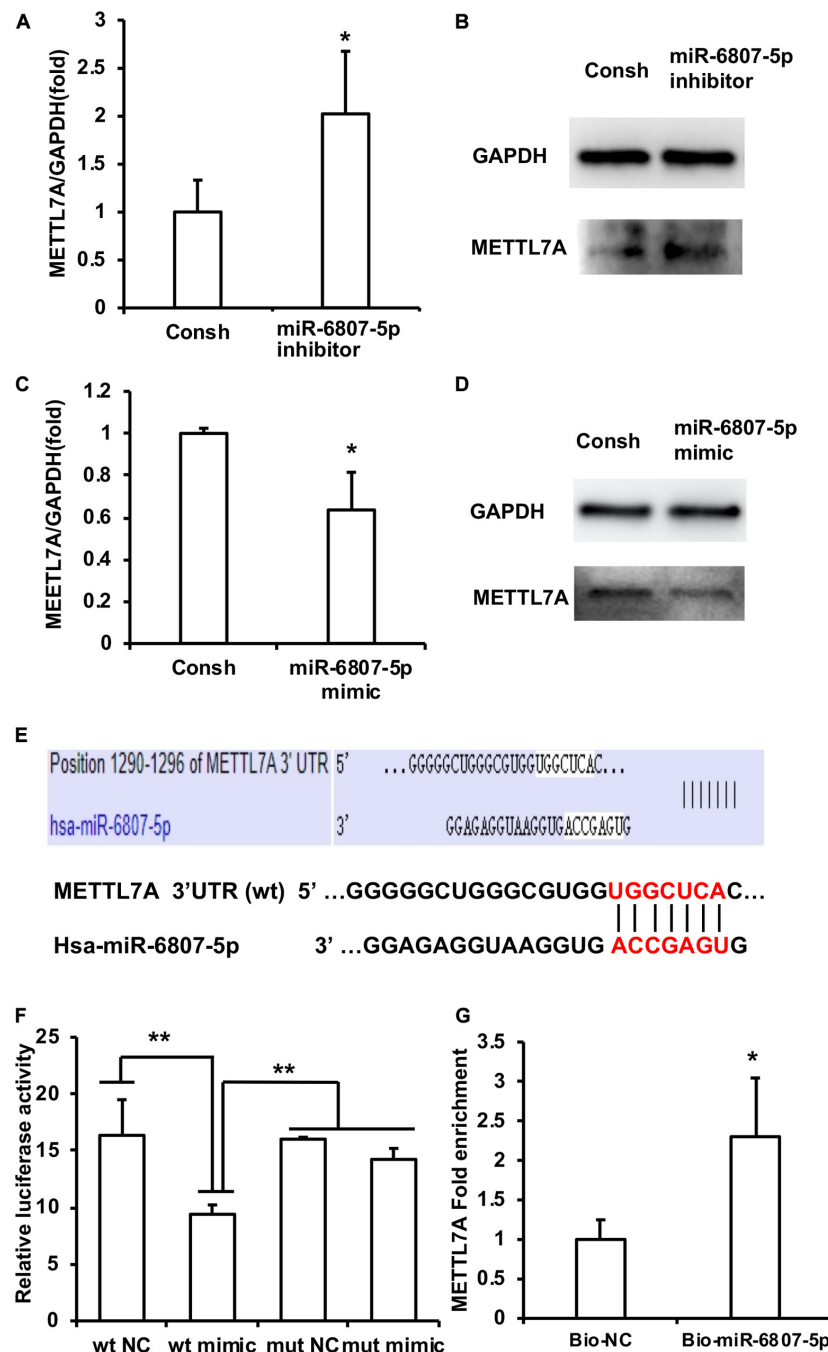 A
METTL7A/GAPDH(fold)
3
2.5
2
1.5
1
0.5
0
*
Consh
miR-6807-5p
inhibitor
B
Consh
miR-6807-5p
inhibitor
GAPDH
METTL7A
C
MEETL7A/GAPDH(fold)
1.2
1
0.8
0.6
0.4
0.2
0
*
Consh
miR-6807-5p
mimic
D
Consh
miR-6807-5p
mimic
GAPDH
METTL7A
E
Position 1290-1296 of METTL7A 3' UTR 5' ...GGGGGCUGGGCGUGGUGGCUCAC...
hsa-miR-6807-5p 3' GGAGAGGUAAGGUGACCGAGUG
METTL7A 3'UTR (wt) 5' ...GGGGGCUGGGCGUGGUGGCUCAC...
Hsa-miR-6807-5p 3' ...GGAGAGGUAAGGUG ACCGAGUG
F
Relative luciferase activity
25
20
15
10
5
0
**
**
wt NC wt mimic mut NC mut mimic
G
METTL7A Fold enrichment
3.5
3
2.5
2
1.5
1
0.5
0
*
Bio-NC
Bio-miR-6807-5p